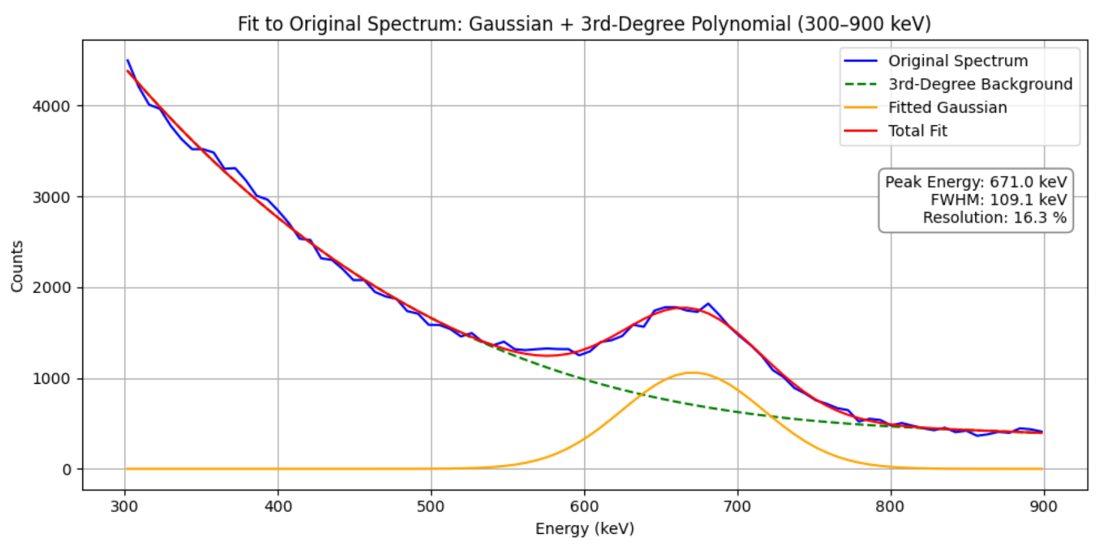 Fit to Original Spectrum: Gaussian + 3rd-Degree Polynomial (300–900 keV)
Original Spectrum
3rd-Degree Background
Fitted Gaussian
Total Fit
Peak Energy: 671.0 keV
FWHM: 109.1 keV
Resolution: 16.3 %
Counts
4000
3000
2000
1000
0
300 400 500 600 700 800 900
Energy (keV)